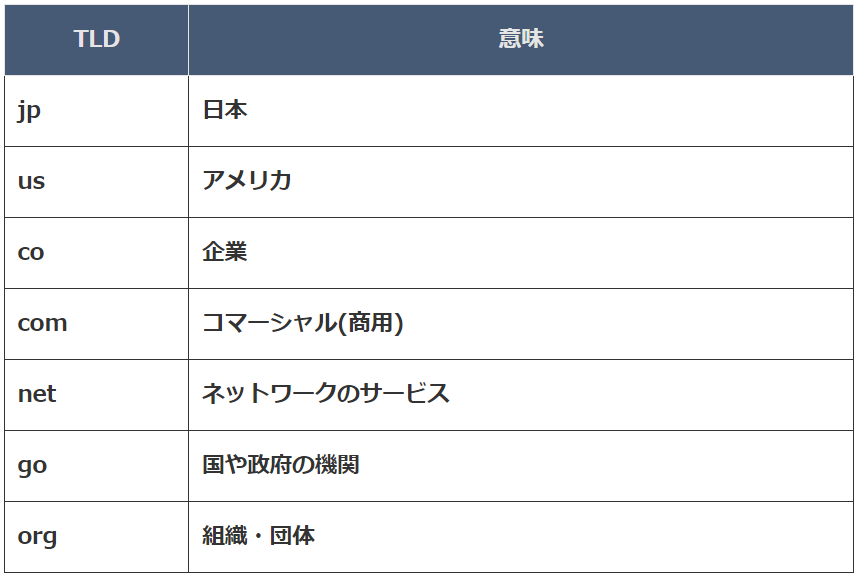 TLD 意味
jp 日本
us アメリカ
co 企業
com コマーシャル(商用)
net ネットワークのサービス
go 国や政府の機関
org 組織・団体